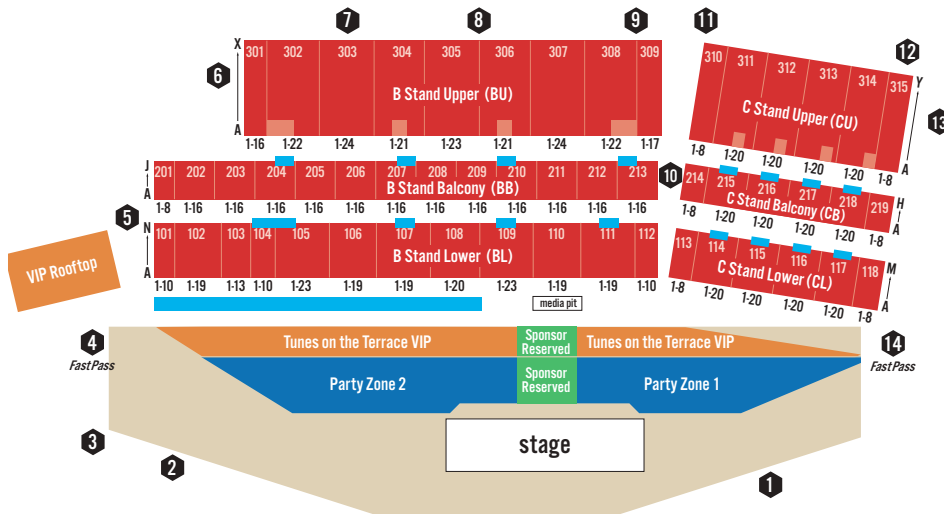 7 8 9 11
X 301 302 303 304 305 306 307 308 309
310 311 312 313 314 315 12
6 Y
B Stand Upper (BU)
C Stand Upper (CU)
13
A A
1-16 1-22 1-24 1-21 1-23 1-21 1-24 1-22 1-17
1-8 1-20 1-20 1-20 1-20 1-8
J 201 202 203 204 205 206 207 208 209 210 211 212 213
10 214 215 216 217 218 219 H
B Stand Balcony (BB)
C Stand Balcony (CB)
A A
1-8 1-16 1-16 1-16 1-16 1-16 1-16 1-16 1-16 1-16 1-16 1-16
1-8 1-20 1-20 1-20 1-20 1-8
5 N 101 102 103 104 105 106 107 108 109 110 111 112
113 114 115 116 117 118 M
B Stand Lower (BL)
C Stand Lower (CL)
VIP Rooftop
A A
1-10 1-19 1-13 1-10 1-23 1-19 1-19 1-20 1-23 1-19 1-19 1-10
1-8 1-20 1-20 1-20 1-20 1-8
media pit
4
FastPass
Tunes on the Terrace VIP
Sponsor
Reserved
Tunes on the Terrace VIP
14
FastPass
Party Zone 2
Sponsor
Reserved
Party Zone 1
3
2
stage
1